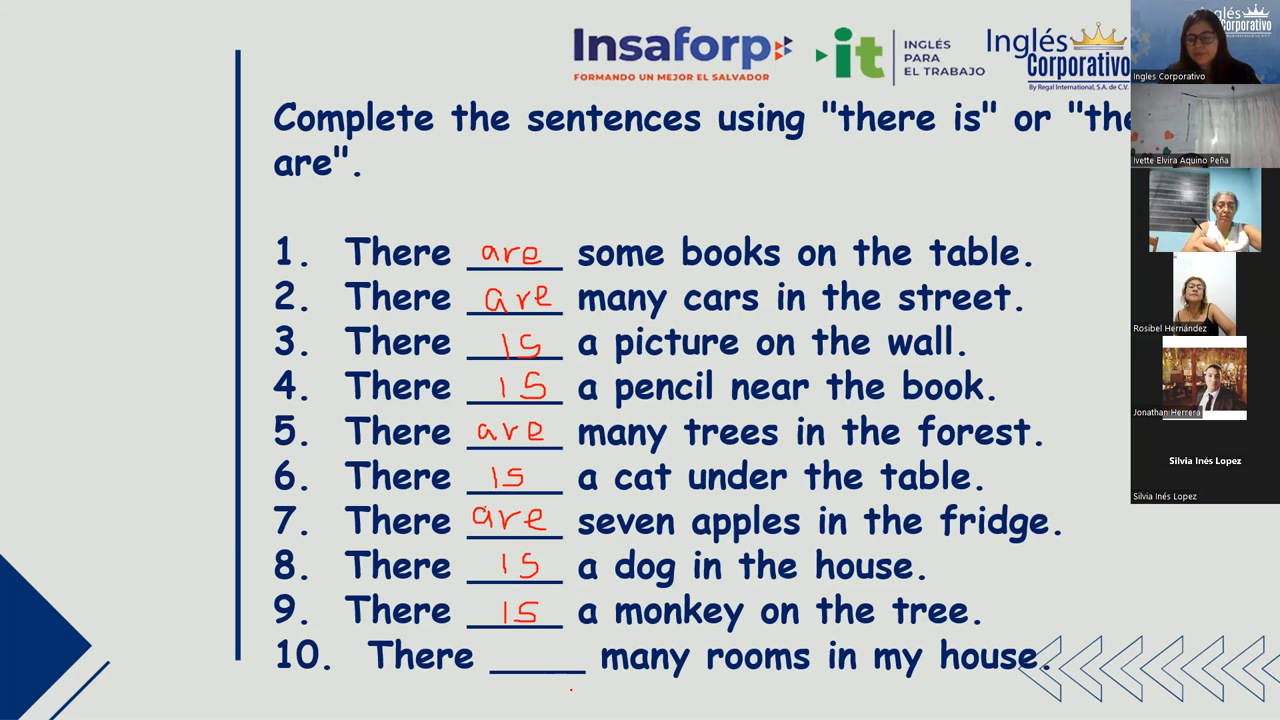 Insaforp
FORMANDO UN MEJOR EL SALVADOR
it
INGLÉS
PARA
EL TRABAJO
Inglés
Corporativo
By Regal International, S.A. de C.V.
Complete the sentences using "there is" or "the
are".
1. There are some books on the table.
2. There are many cars in the street.
3. There is a picture on the wall.
4. There is a pencil near the book.
5. There are many trees in the forest.
6. There is a cat under the table.
7. There are seven apples in the fridge.
8. There is a dog in the house.
9. There is a monkey on the tree.
10. There _____ many rooms in my house.
Inglés
Corporativo
Ingles Corporativo
Ivette Elvira Aquino Peña
Rosibel Hernández
Jonathan Herrera
Silvia Inés Lopez
Silvia Inés Lopez